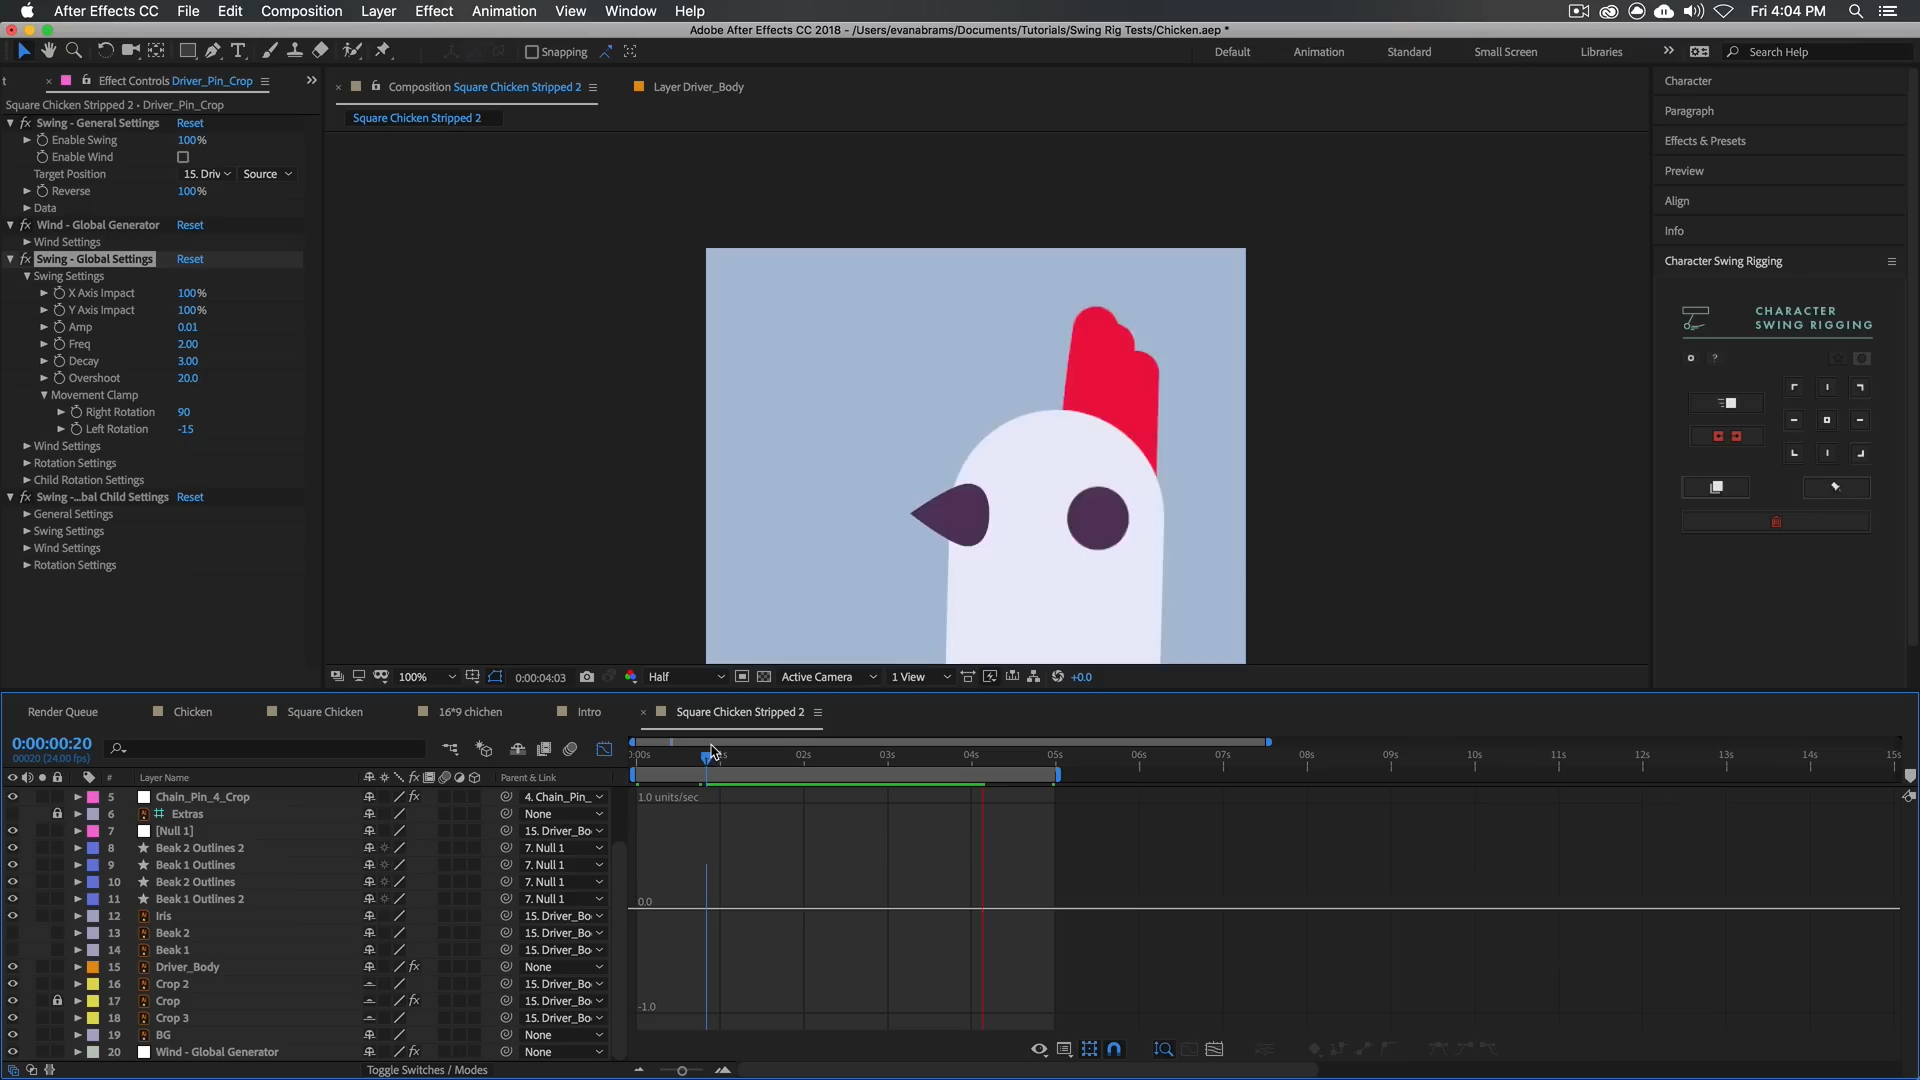 After Effects CC File Edit Composition Layer Effect Animation View Window Help Fri 4:04 PM
Adobe After Effects CC 2018 - /Users/evanabrams/Documents/Tutorials/Swing Rig Tests/Chicken.aep *
Snapping Default Animation Standard Small Screen Libraries Search Help
Effect Controls Driver_Pin_Crop
Square Chicken Stripped 2 • Driver_Pin_Crop
Swing - General Settings Reset
Enable Swing 100%
Enable Wind
Target Position 15. Driv Source
Reverse 100%
Data
Wind - Global Generator Reset
Wind Settings
Swing - Global Settings Reset
Swing Settings
X Axis Impact 100%
Y Axis Impact 100%
Amp 0.01
Freq 2.00
Decay 3.00
Overshoot 20.0
Movement Clamp
Right Rotation 90
Left Rotation -15
Wind Settings
Rotation Settings
Child Rotation Settings
Swing -...bal Child Settings Reset
General Settings
Swing Settings
Wind Settings
Rotation Settings
Composition Square Chicken Stripped 2 Layer Driver_Body
Square Chicken Stripped 2
100% 0:00:04:03 Half Active Camera 1 View +0.0
Character
Paragraph
Effects & Presets
Preview
Align
Info
Character Swing Rigging
CHARACTER
SWING RIGGING
?
Render Queue Chicken Square Chicken 16*9 chichen Intro Square Chicken Stripped 2
0:00:00:20
00020 (24.00 fps)
:00s 02s 03s 04s 05s 06s 07s 08s 09s 10s 11s 12s 13s 14s 15s
# Layer Name Parent & Link
5 Chain_Pin_4_Crop 4. Chain_Pin_ 1.0 units/sec
6 Extras None
7 [Null 1] 15. Driver_Bo
8 Beak 2 Outlines 2 7. Null 1
9 Beak 1 Outlines 7. Null 1
10 Beak 2 Outlines 7. Null 1
11 Beak 1 Outlines 2 7. Null 1 0.0
12 Iris 15. Driver_Bo
13 Beak 2 15. Driver_Bo
14 Beak 1 15. Driver_Bo
15 Driver_Body None
16 Crop 2 15. Driver_Bo
17 Crop 15. Driver_Bo -1.0
18 Crop 3 15. Driver_Bo
19 BG None
20 Wind - Global Generator None
Toggle Switches / Modes